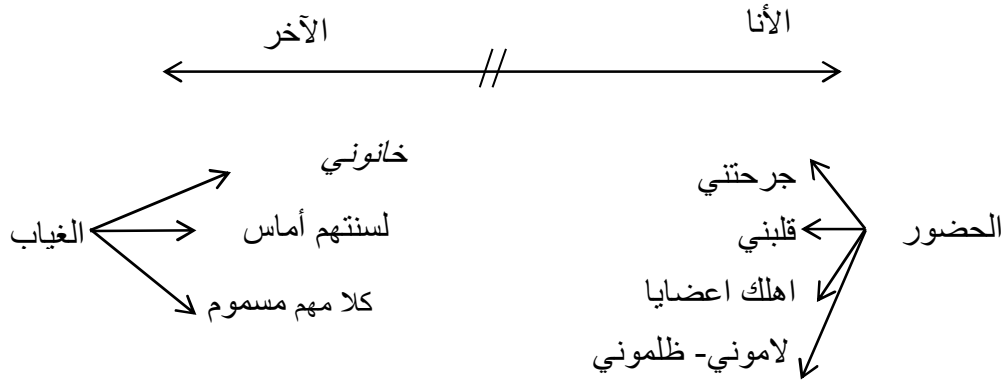 الأنا
الآخر
الحضور
جرحتني
قلبني
اهلك اعضايا
لاموني- ظلموني
خانوني
لسنتهم أماس
كلا مهم مسموم
الغياب